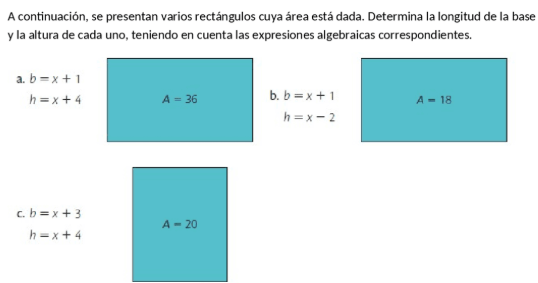 A continuación, se presentan varios rectángulos cuya área está dada. Determina la longitud de la base
y la altura de cada uno, teniendo en cuenta las expresiones algebraicas correspondientes.
a. b = x + 1
h = x + 4
A = 36
b. b = x + 1
h = x − 2
A = 18
c. b = x + 3
h = x + 4
A = 20